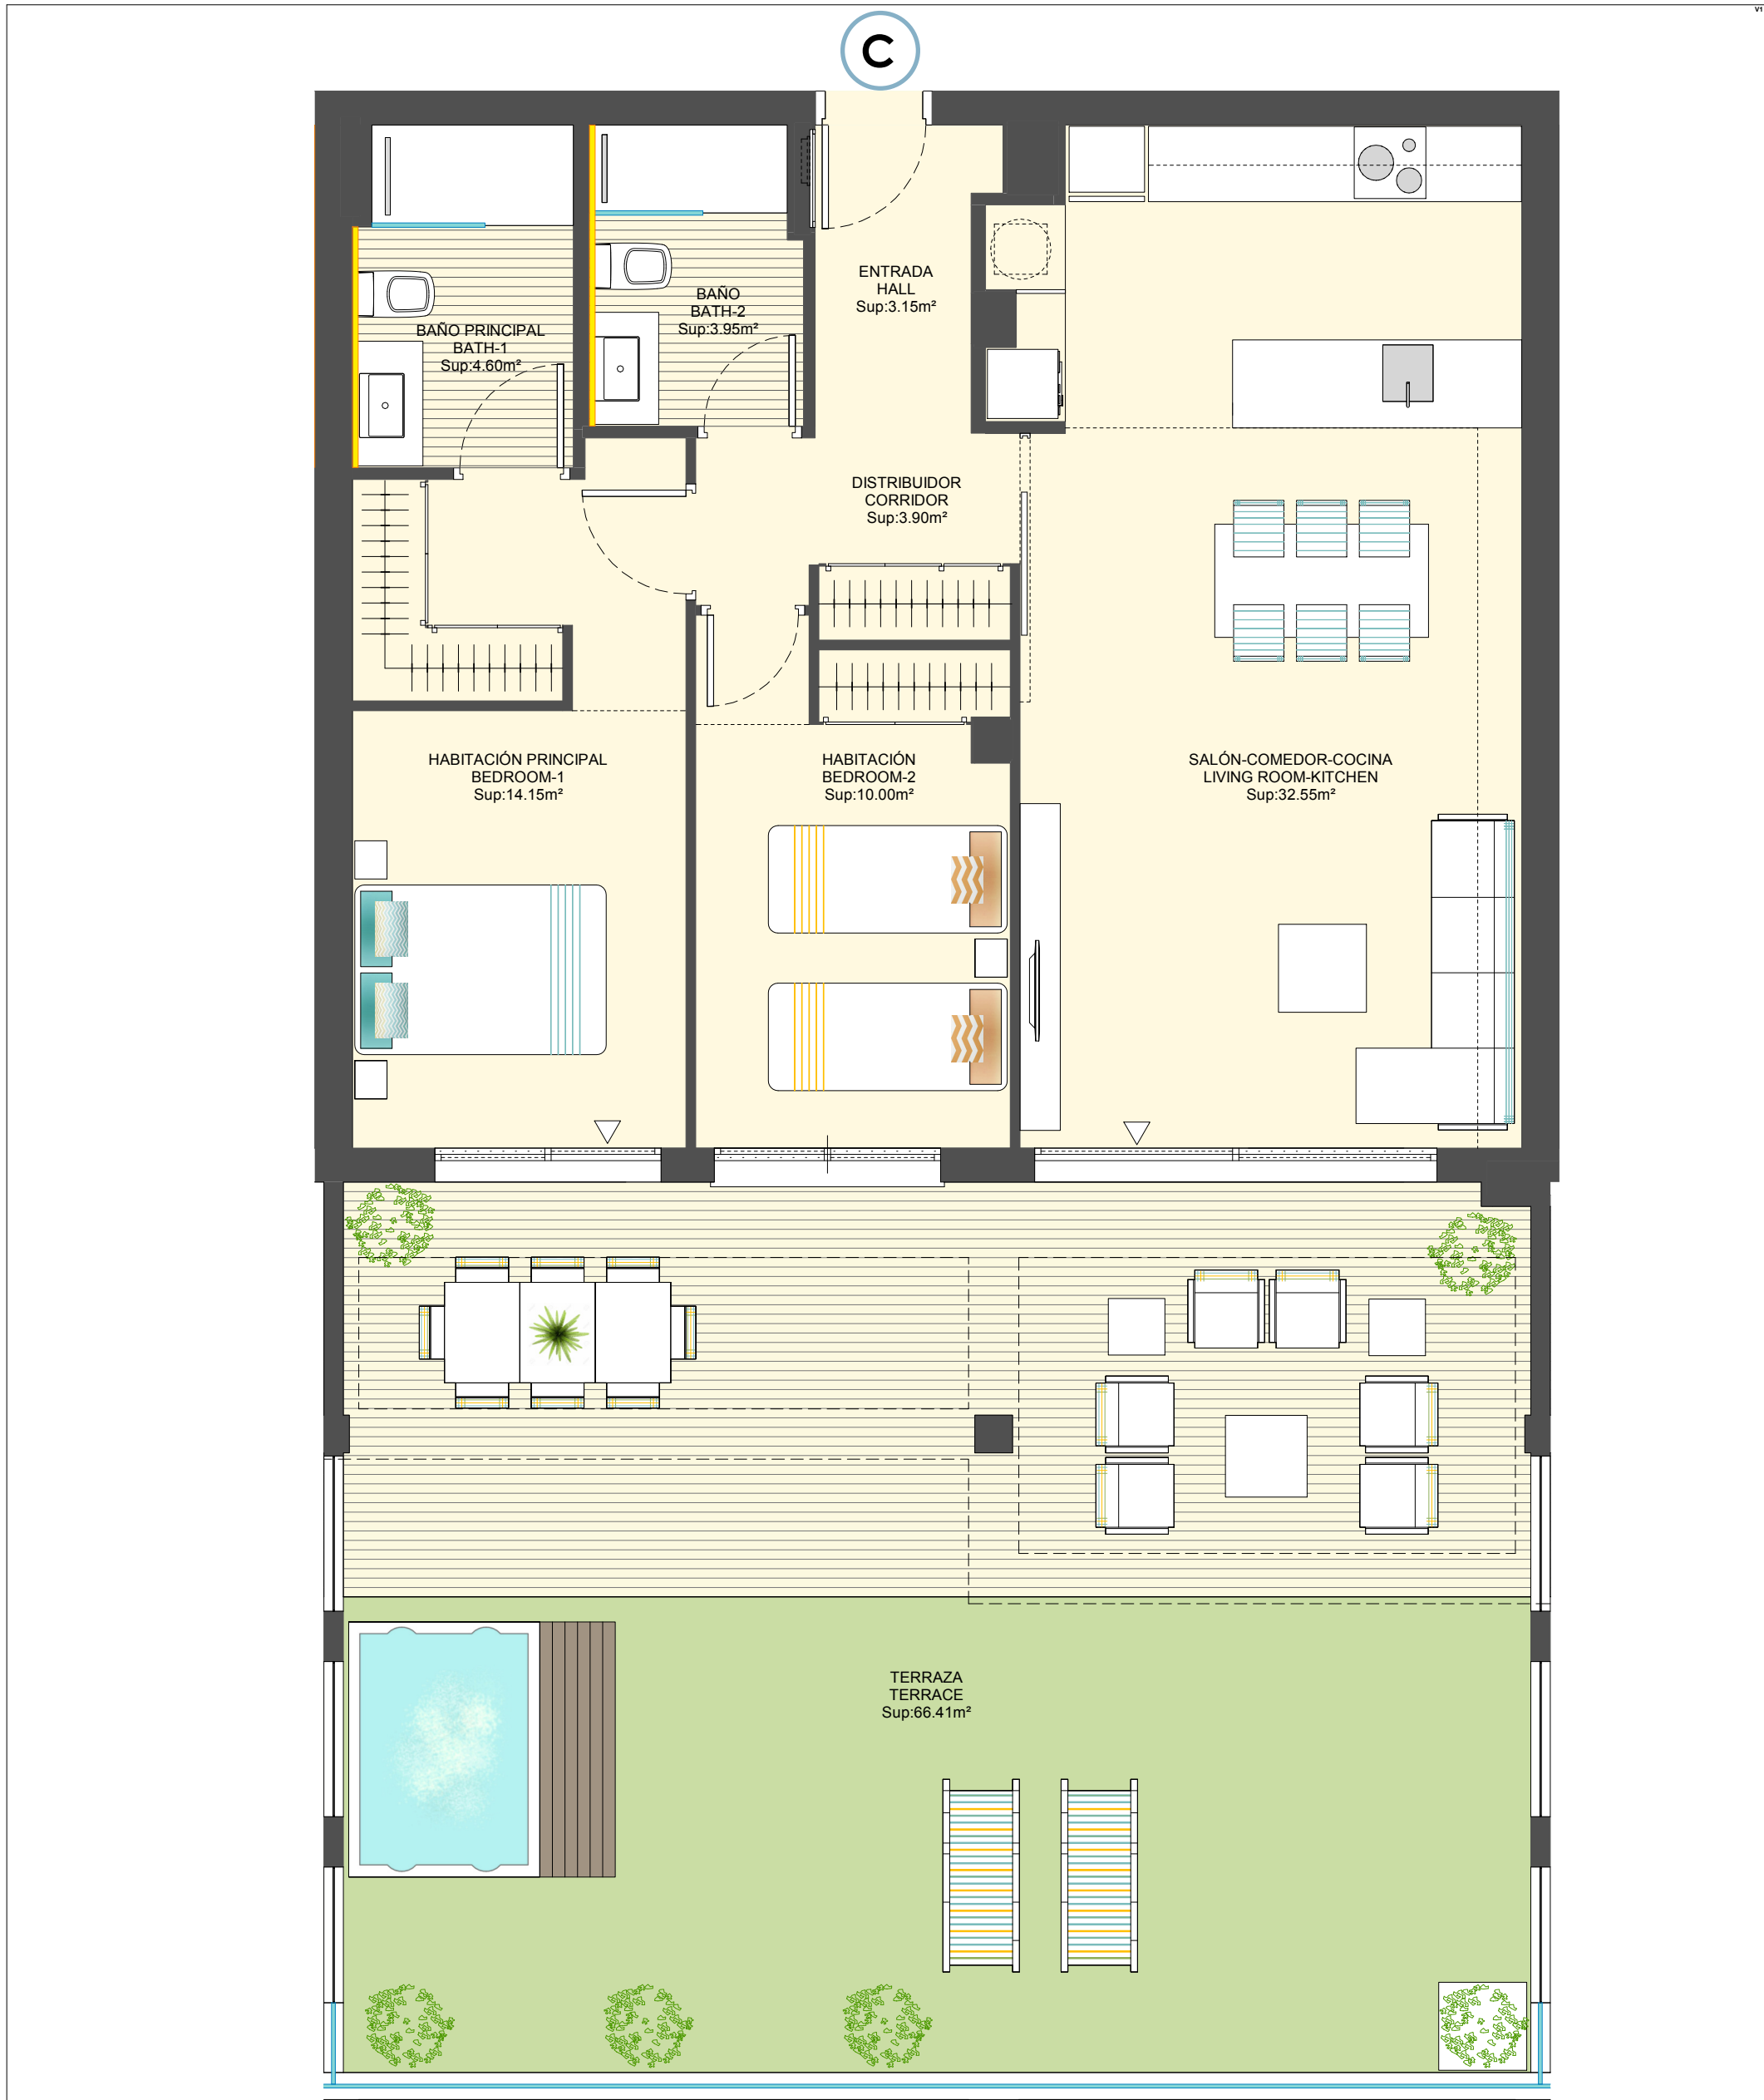 V1
C
ENTRADA
HALL
Sup:3.15m²
BAÑO
BATH-2
Sup:3.95m²
BAÑO PRINCIPAL
BATH-1
Sup:4.60m²
DISTRIBUIDOR
CORRIDOR
Sup:3.90m²
HABITACIÓN PRINCIPAL
BEDROOM-1
Sup:14.15m²
HABITACIÓN
BEDROOM-2
Sup:10.00m²
SALÓN-COMEDOR-COCINA
LIVING ROOM-KITCHEN
Sup:32.55m²
TERRAZA
TERRACE
Sup:66.41m²